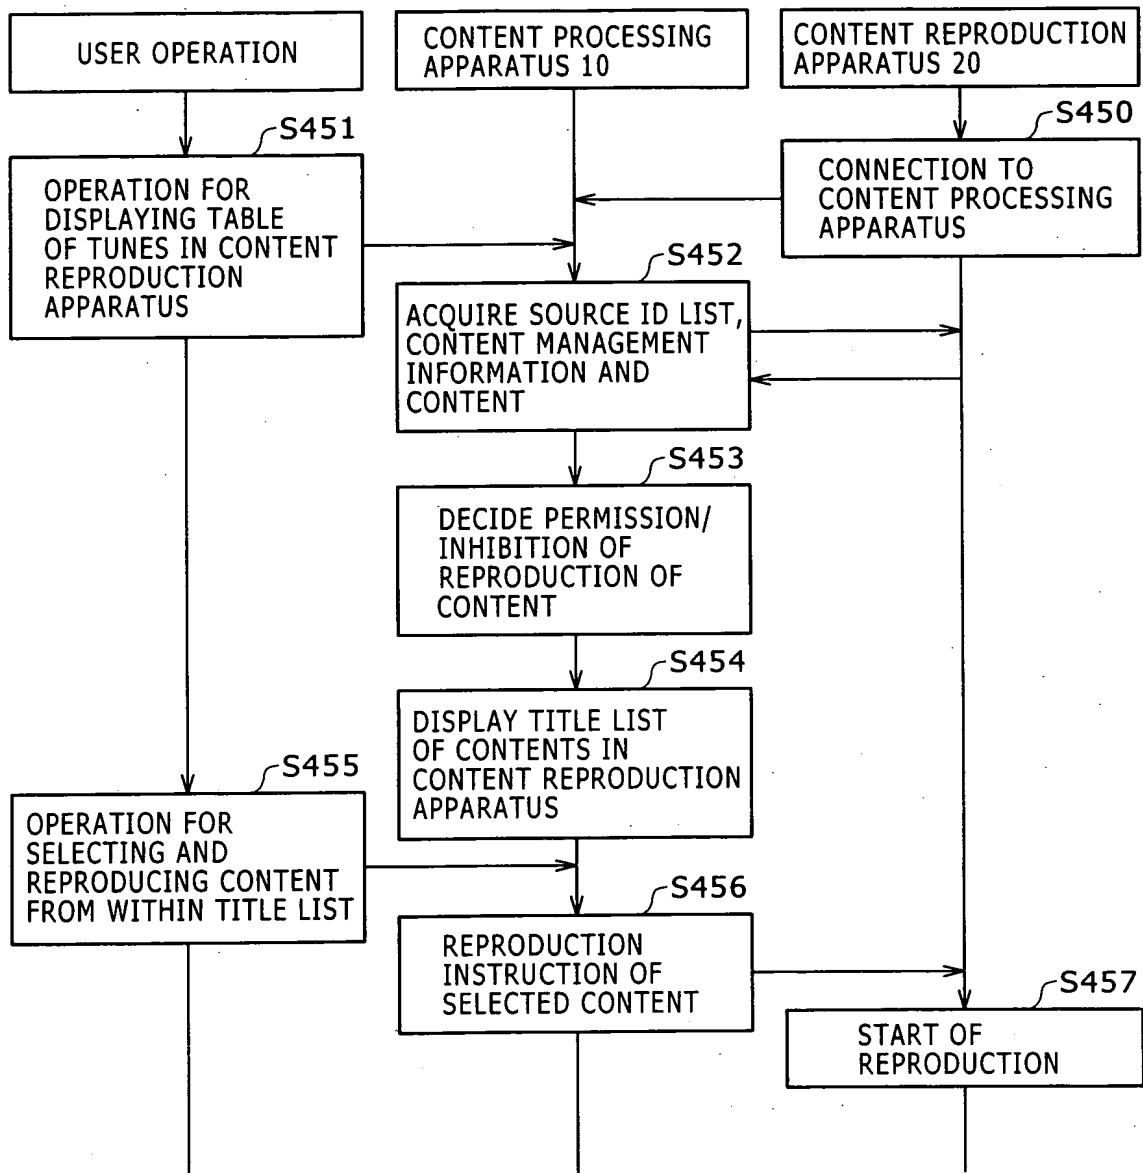 USER OPERATION
CONTENT PROCESSING
APPARATUS 10
CONTENT REPRODUCTION
APPARATUS 20
S451
OPERATION FOR
DISPLAYING TABLE
OF TUNES IN CONTENT
REPRODUCTION
APPARATUS
S450
CONNECTION TO
CONTENT PROCESSING
APPARATUS
S452
ACQUIRE SOURCE ID LIST,
CONTENT MANAGEMENT
INFORMATION AND
CONTENT
S453
DECIDE PERMISSION/
INHIBITION OF
REPRODUCTION OF
CONTENT
S454
DISPLAY TITLE LIST
OF CONTENTS IN
CONTENT REPRODUCTION
APPARATUS
S455
OPERATION FOR
SELECTING AND
REPRODUCING CONTENT
FROM WITHIN TITLE LIST
S456
REPRODUCTION
INSTRUCTION OF
SELECTED CONTENT
S457
START OF
REPRODUCTION